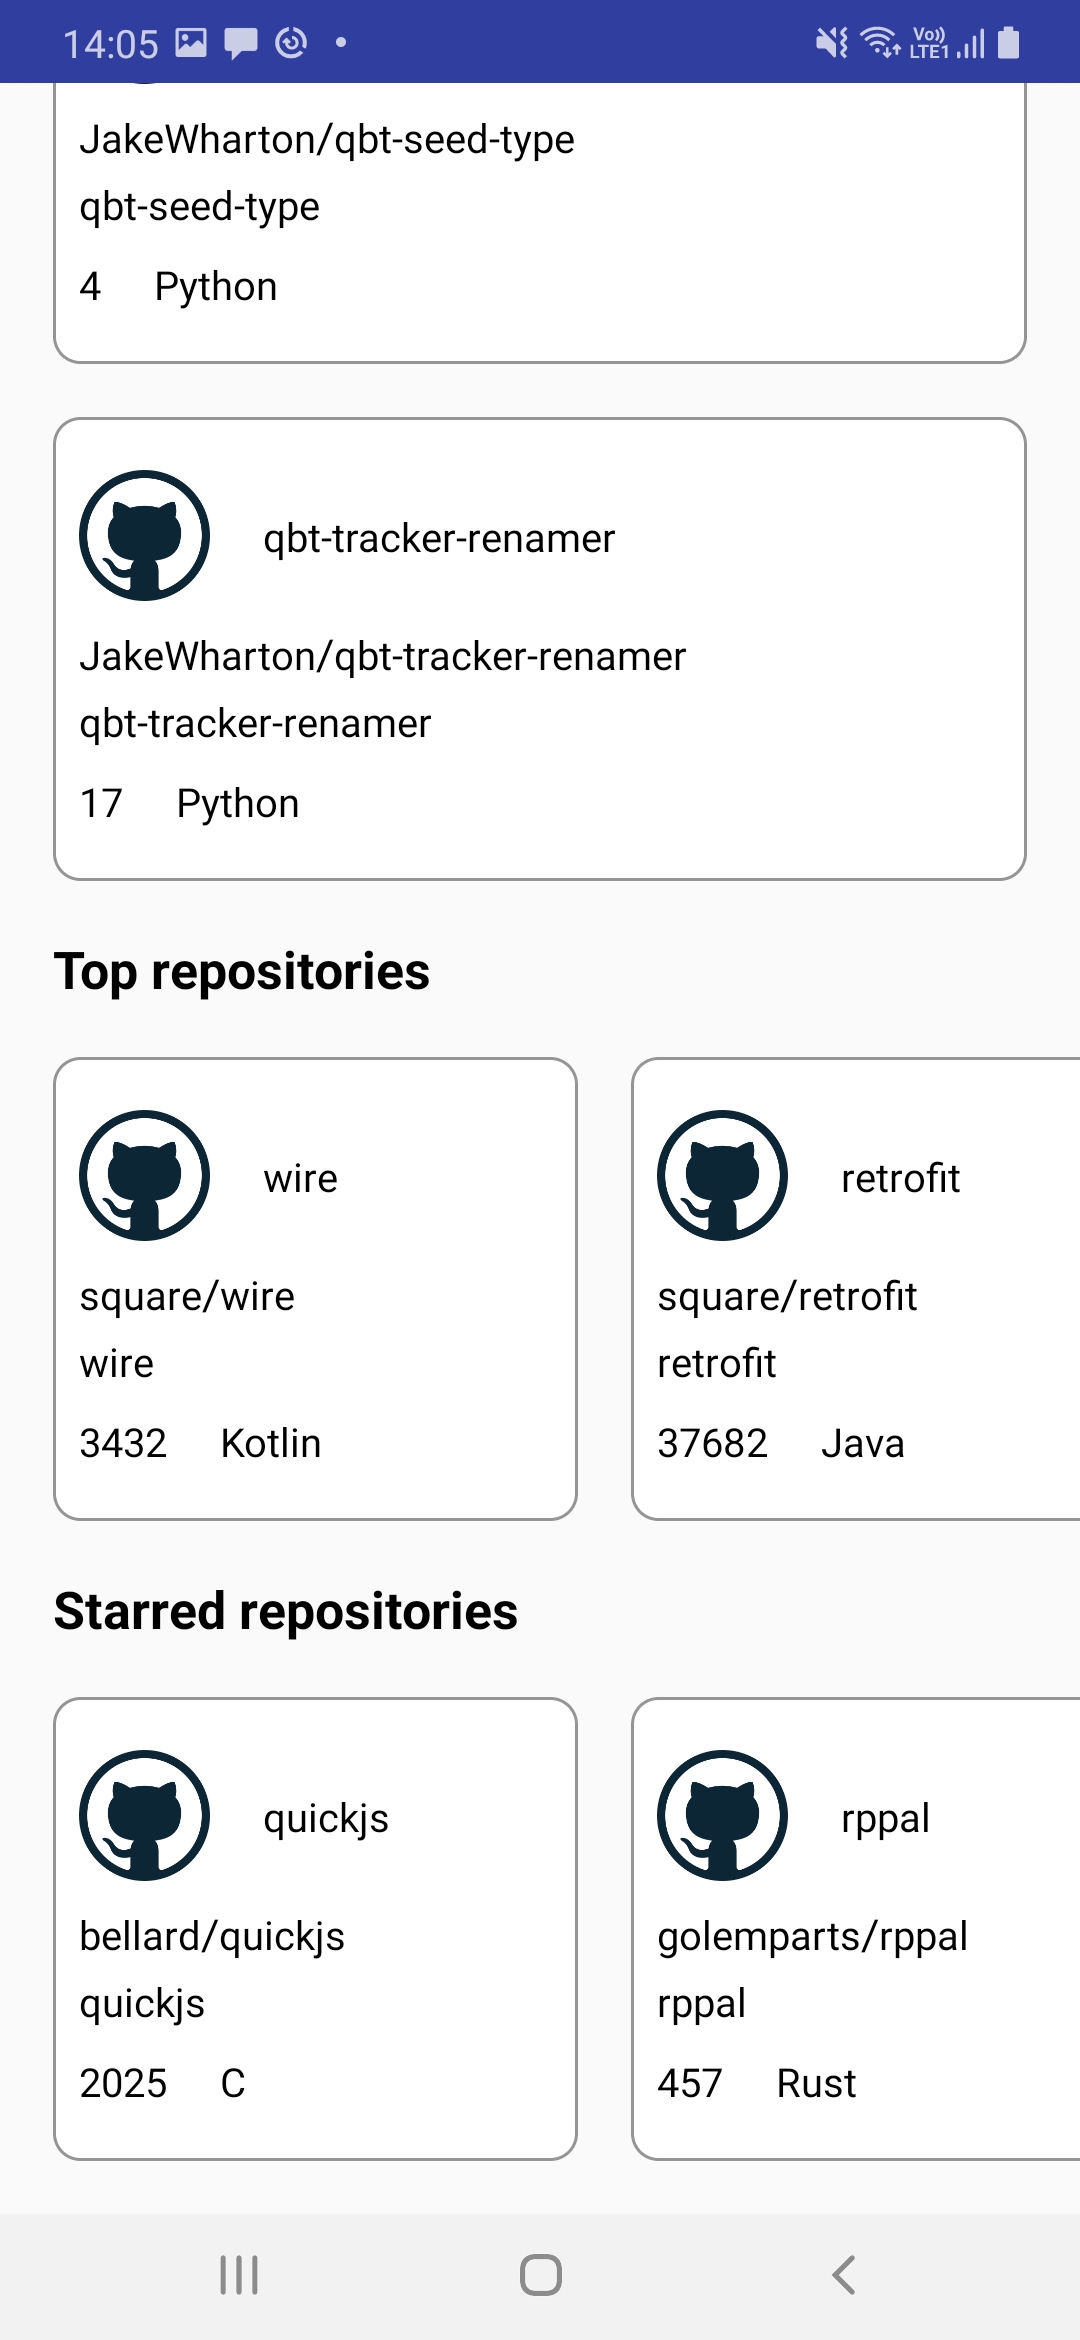 14:05
Vo))
LTE1
JakeWharton/qbt-seed-type
qbt-seed-type
4 Python
qbt-tracker-renamer
JakeWharton/qbt-tracker-renamer
qbt-tracker-renamer
17 Python
Top repositories
wire
square/wire
wire
3432 Kotlin
retrofit
square/retrofit
retrofit
37682 Java
Starred repositories
quickjs
bellard/quickjs
quickjs
2025 C
rppal
golemparts/rppal
rppal
457 Rust